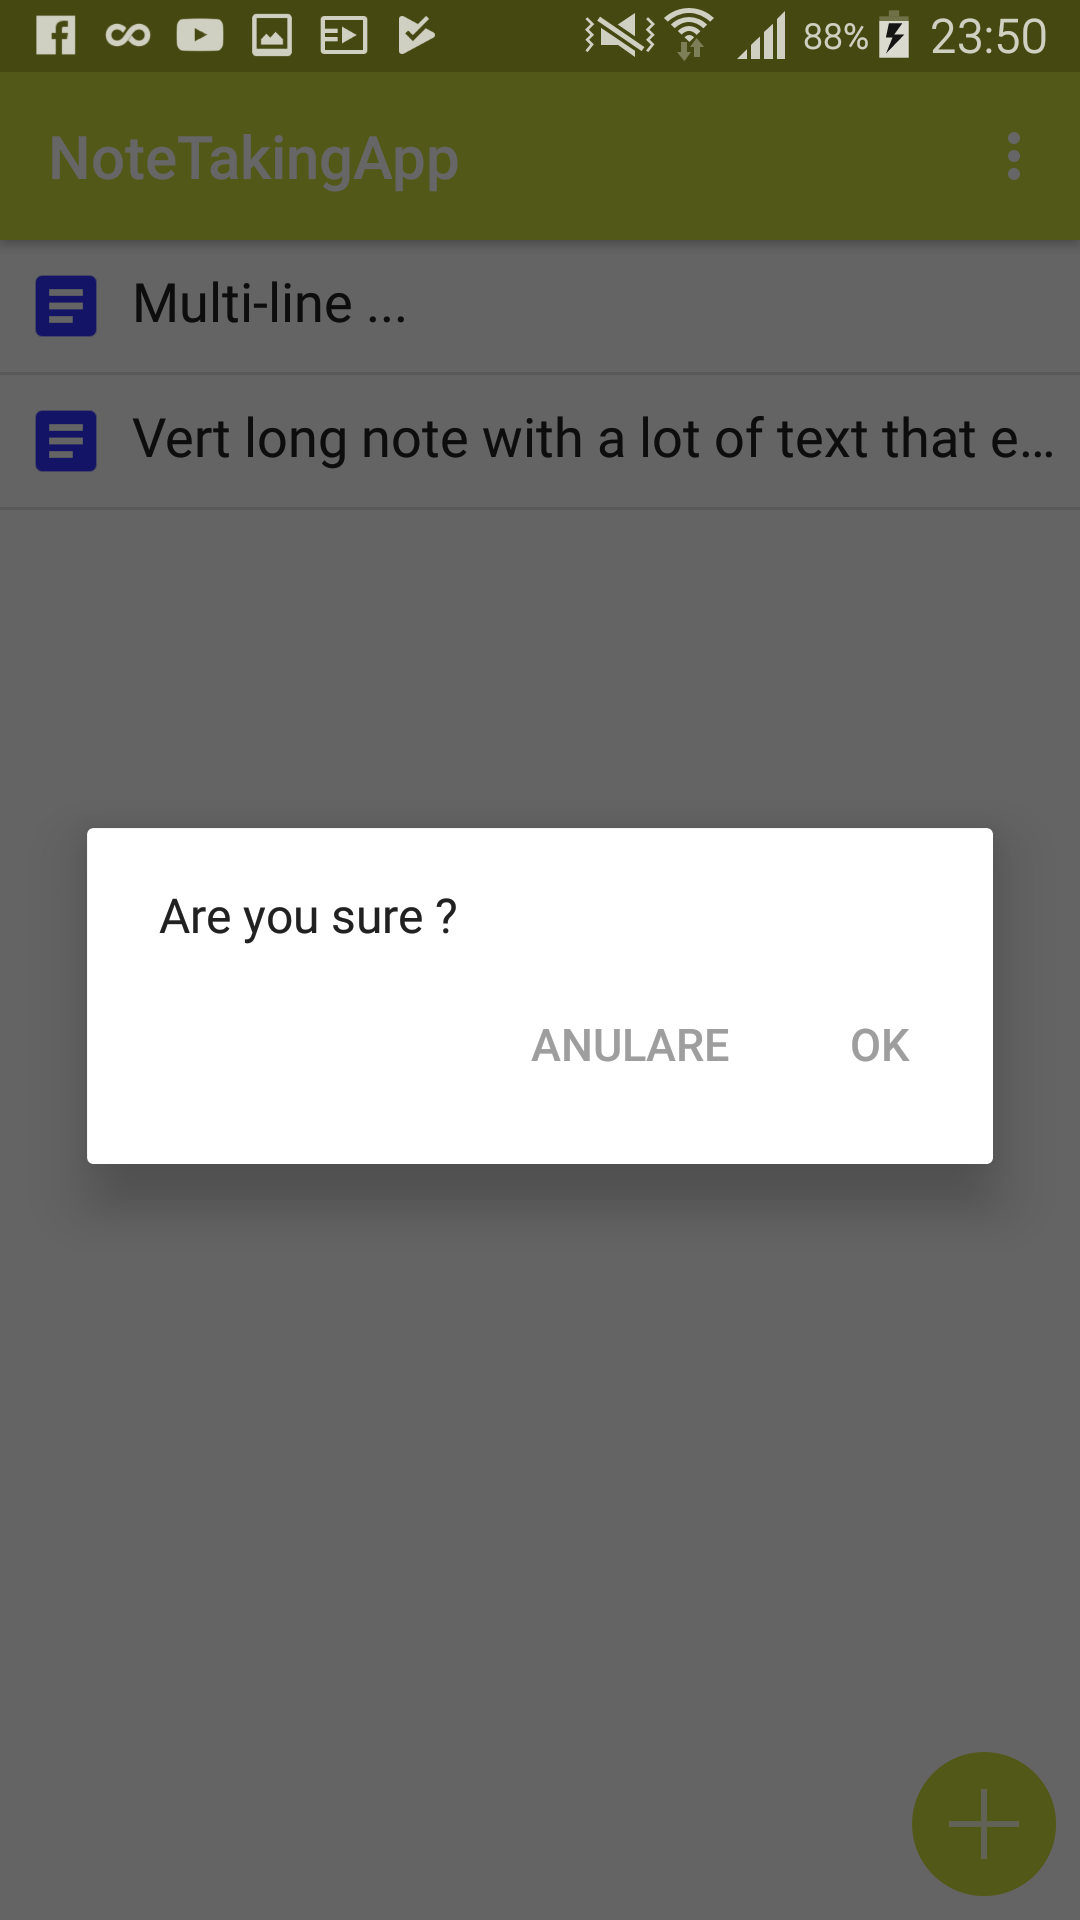 88% 23:50
NoteTakingApp
Multi-line ...
Vert long note with a lot of text that e...
Are you sure ?
ANULARE OK